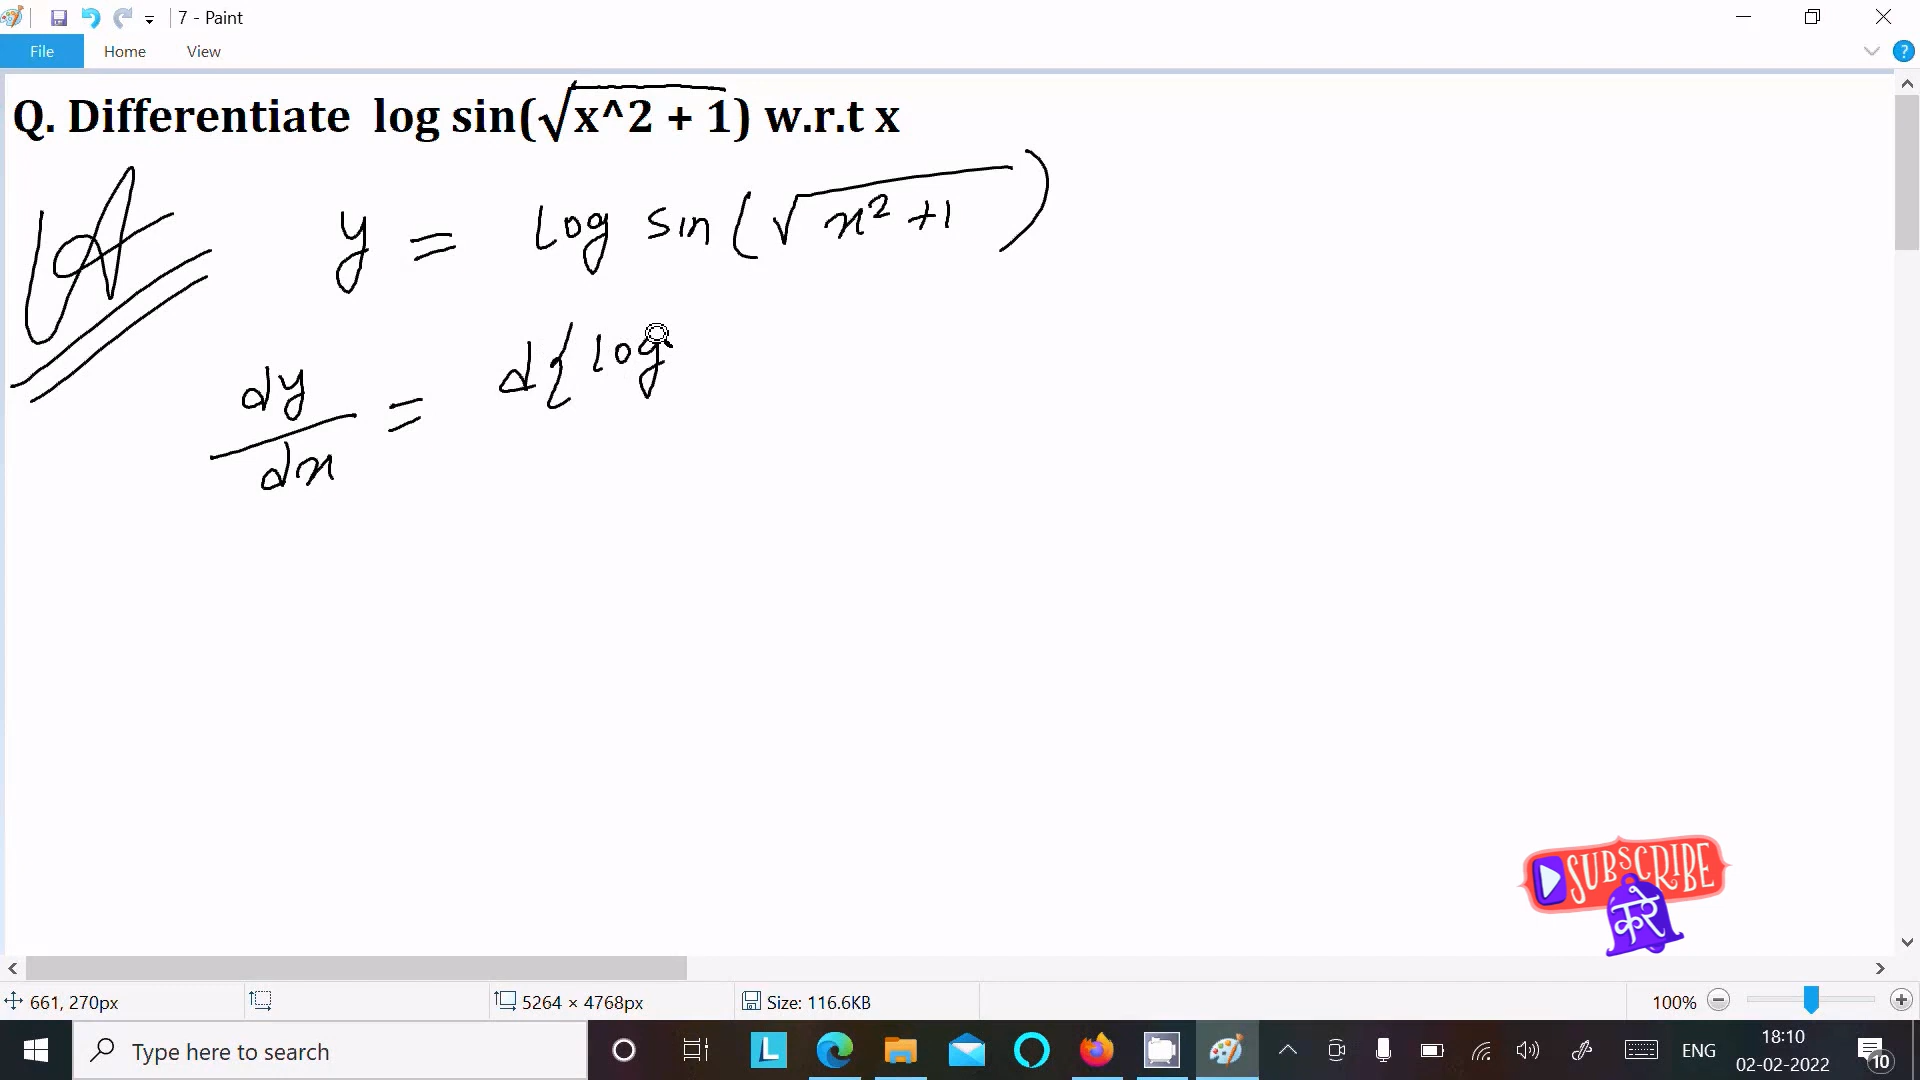 7 - Paint
File Home View
Q. Differentiate log sin(√x^2 + 1) w.r.t x
y = log sin(√x² + 1)
dy/dx = d{log
SUBSCRIBE
करे
661, 270px 5264 × 4768px Size: 116.6KB 100%
Type here to search
L
ENG
18:10
02-02-2022
10